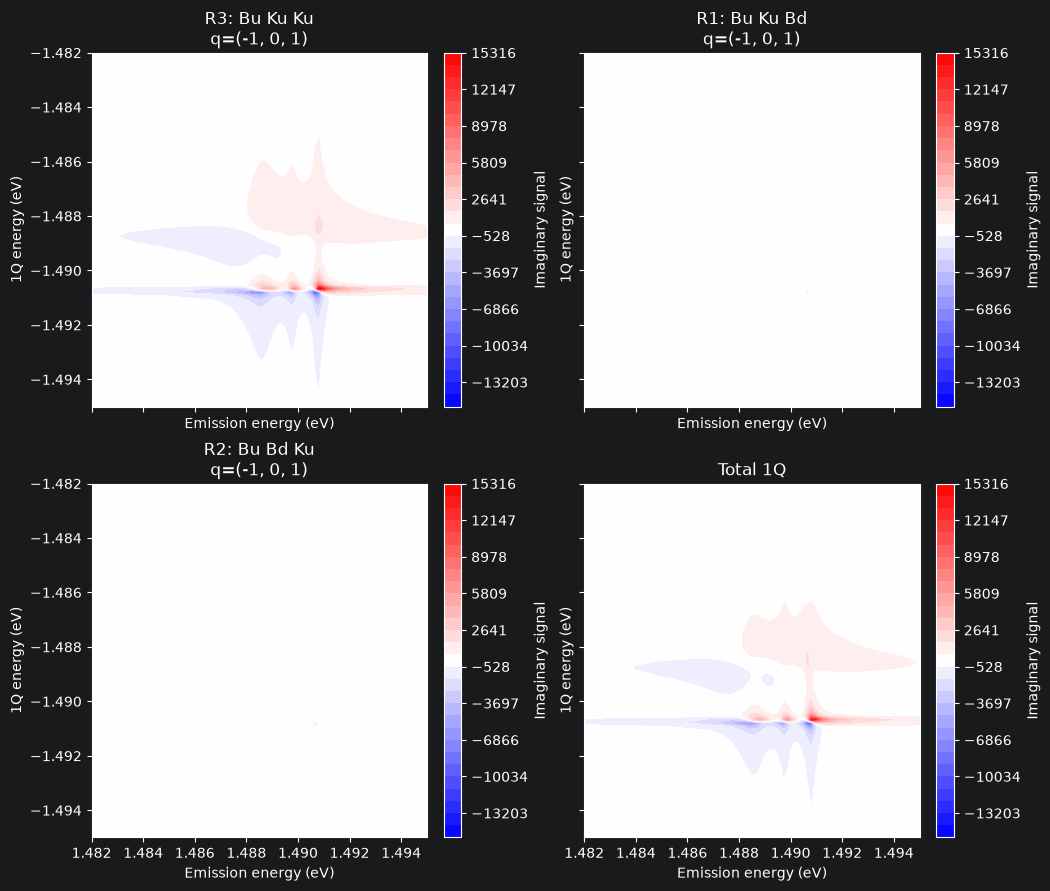 R3: Bu Ku Ku
q=(-1, 0, 1)
−1.482
−1.484
−1.486
−1.488
−1.490
−1.492
−1.494
1Q energy (eV)
Emission energy (eV)
15316
12147
8978
5809
2641
−528
−3697
−6866
−10034
−13203
Imaginary signal
R1: Bu Ku Bd
q=(-1, 0, 1)
1Q energy (eV)
Emission energy (eV)
15316
12147
8978
5809
2641
−528
−3697
−6866
−10034
−13203
Imaginary signal
R2: Bu Bd Ku
q=(-1, 0, 1)
−1.482
−1.484
−1.486
−1.488
−1.490
−1.492
−1.494
1Q energy (eV)
1.482 1.484 1.486 1.488 1.490 1.492 1.494
Emission energy (eV)
15316
12147
8978
5809
2641
−528
−3697
−6866
−10034
−13203
Imaginary signal
Total 1Q
1Q energy (eV)
1.482 1.484 1.486 1.488 1.490 1.492 1.494
Emission energy (eV)
15316
12147
8978
5809
2641
−528
−3697
−6866
−10034
−13203
Imaginary signal